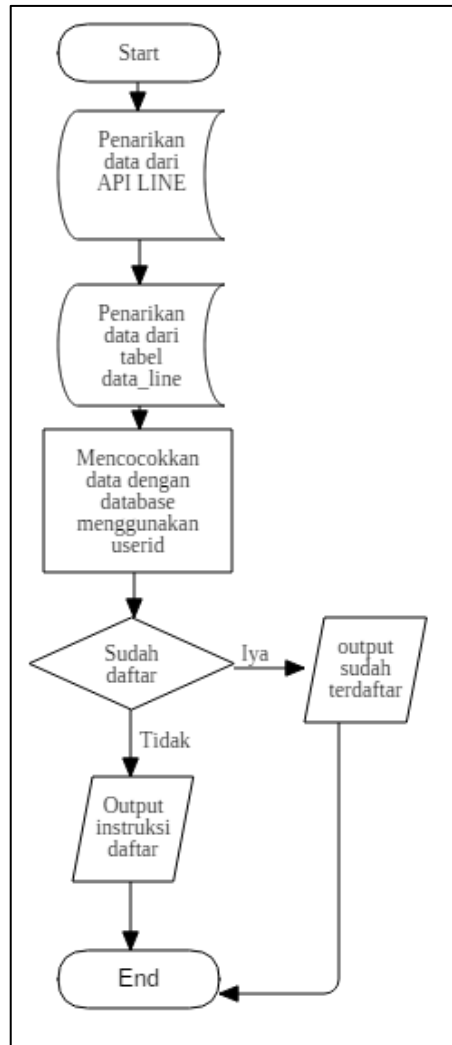 Start
Penarikan
data dari
API LINE
Penarikan
data dari
tabel
data_line
Mencocokkan
data dengan
database
menggunakan
userid
Sudah
daftar
Iya
output
sudah
terdaftar
Tidak
Output
instruksi
daftar
End